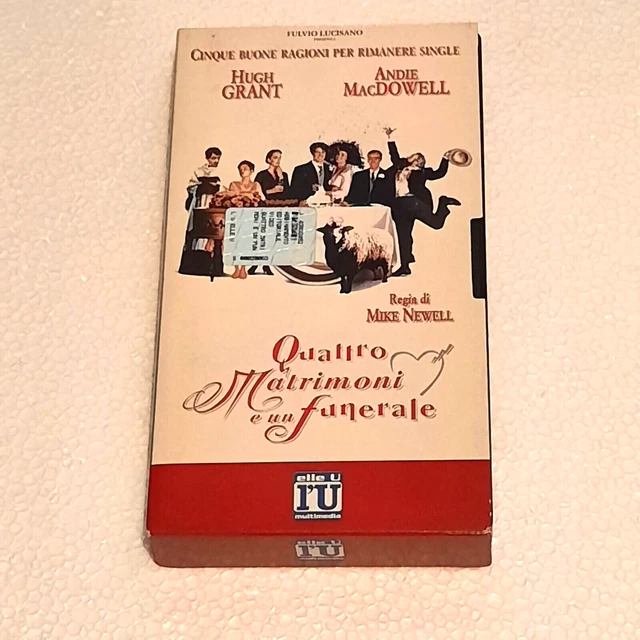 FULVIO LUCISANO
CINQUE BUONE RAGIONI PER RIMANERE SINGLE
HUGH
GRANT
ANDIE
MACDOWELL
Regia di
MIKE NEWELL
Quattro
Matrimoni
e un funerale
elle U
l'U
multimedia
elle U
l'U